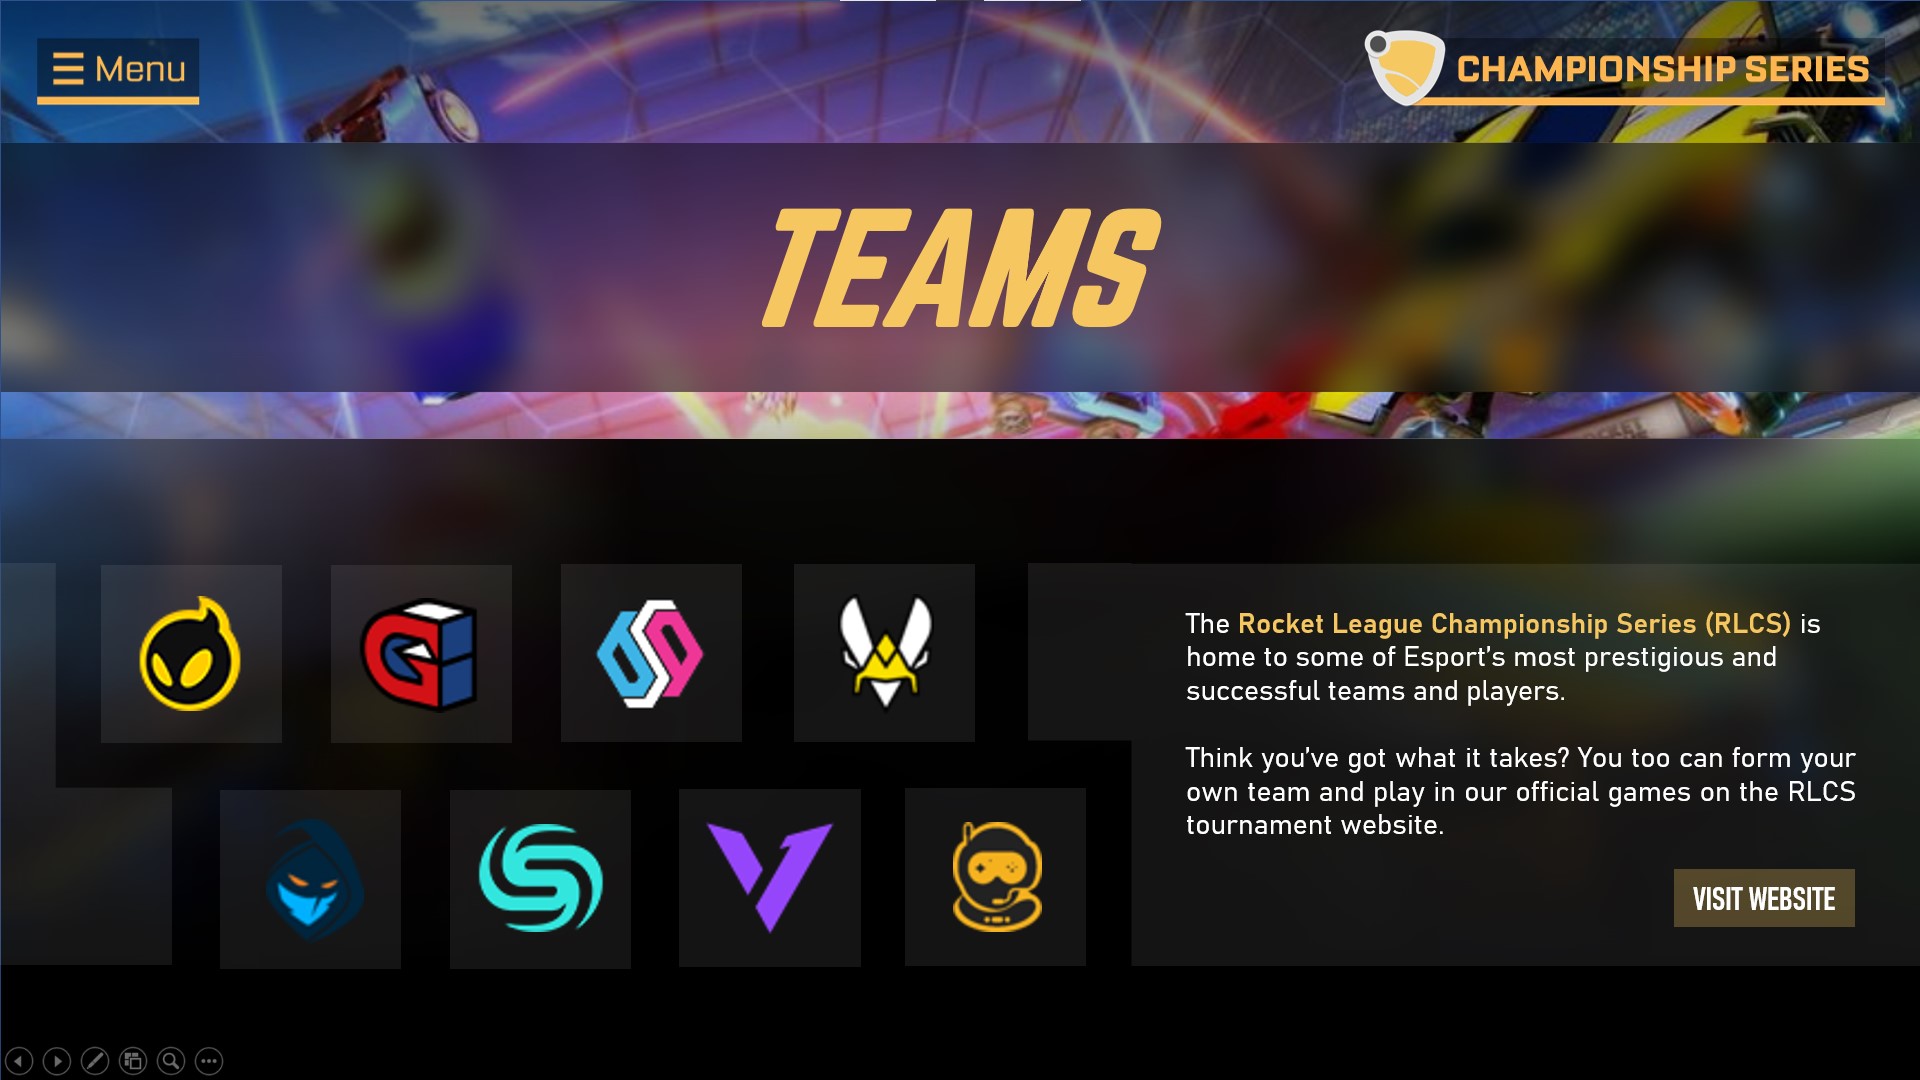 Menu
CHAMPIONSHIP SERIES
TEAMS
The Rocket League Championship Series (RLCS) is
home to some of Esport's most prestigious and
successful teams and players.
Think you've got what it takes? You too can form your
own team and play in our official games on the RLCS
tournament website.
VISIT WEBSITE